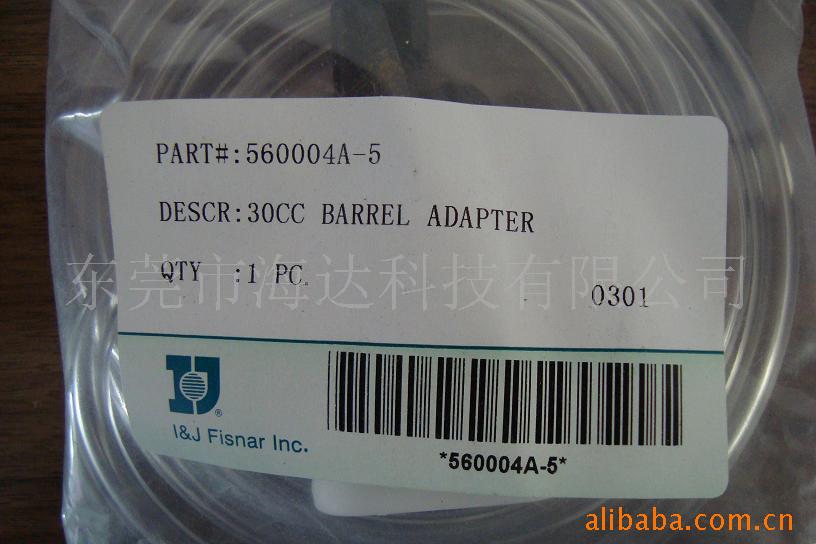 PART#:560004A-5
DESCR:30CC BARREL ADAPTER
QTY :1 PC.
东莞市海达科技有限公司
0301
IJ®
I&J Fisnar Inc.
*560004A-5*
alibaba.com.cn